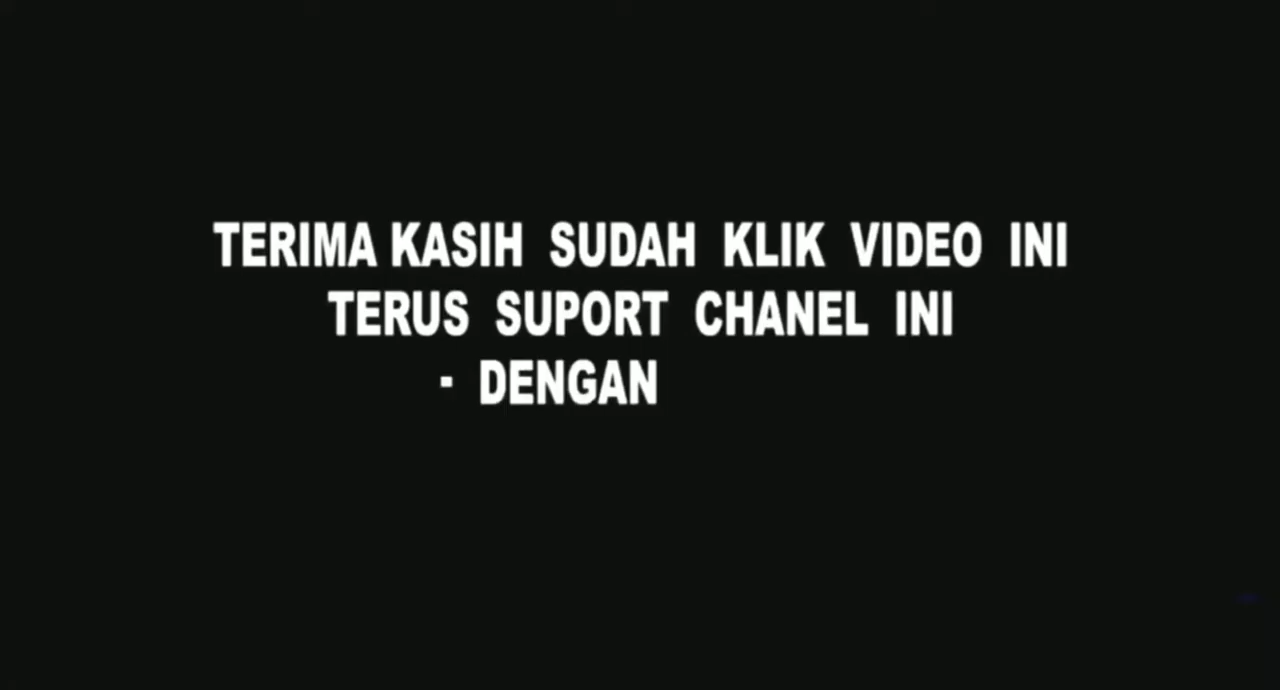 TERIMA KASIH SUDAH KLIK VIDEO INI
TERUS SUPORT CHANEL INI
- DENGAN